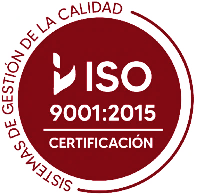 SISTEMAS DE GESTIÓN DE LA CALIDAD
ISO
9001:2015
CERTIFICACIÓN